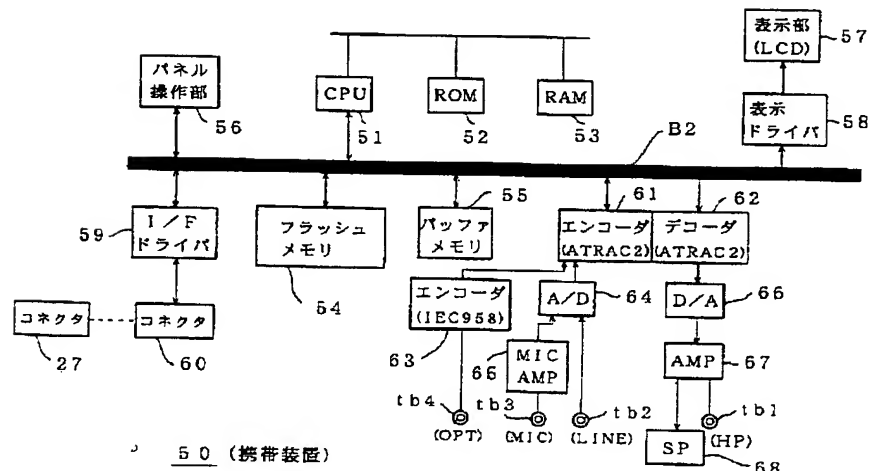 表示部
(LCD)
57
パネル
操作部
56
CPU
51
ROM
52
RAM
53
表示
ドライバ
58
B2
I/F
ドライバ
59
フラッシュ
メモリ
54
バッファ
メモリ
55
エンコーダ
(ATRAC2)
61
デコーダ
(ATRAC2)
62
エンコーダ
(IEC958)
63
A/D
64
D/A
66
コネクタ
27
コネクタ
60
MIC
AMP
65
AMP
67
tb4
(OPT)
tb3
(MIC)
tb2
(LINE)
tb1
(HP)
SP
68
50 (携帯装置)